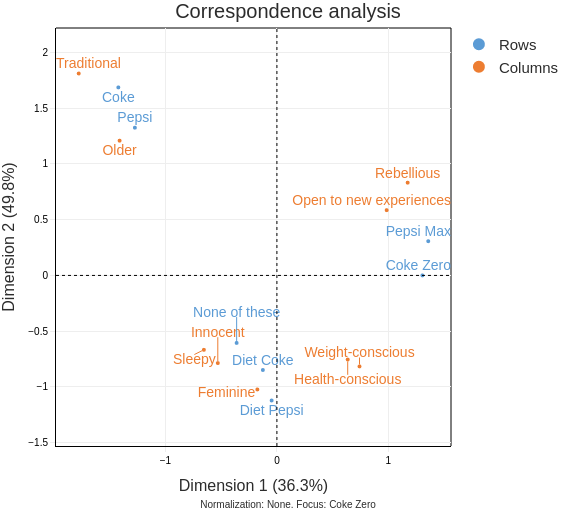 Correspondence analysis
Rows
Columns
Dimension 2 (49.8%)
2
1.5
1
0.5
0
−0.5
−1
−1.5
Traditional
Coke
Pepsi
Older
Rebellious
Open to new experiences
Pepsi Max
Coke Zero
None of these
Innocent
Sleepy
Diet Coke
Weight-conscious
Health-conscious
Feminine
Diet Pepsi
−1
0
1
Dimension 1 (36.3%)
Normalization: None. Focus: Coke Zero